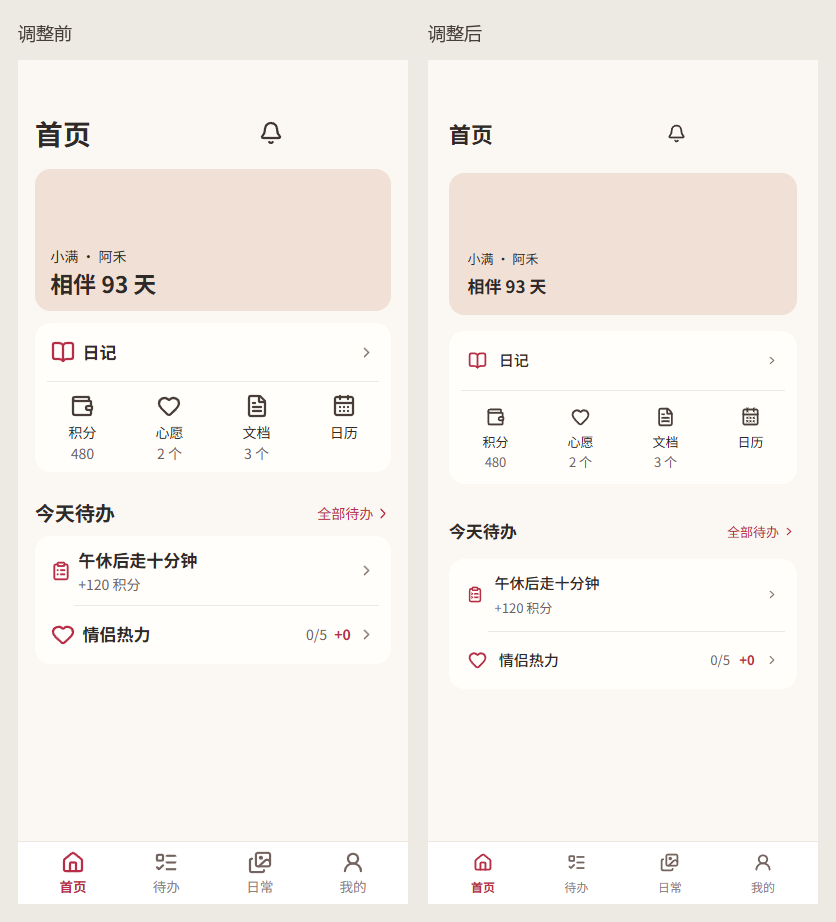 调整前
首页
小满 · 阿禾
相伴 93 天
日记
积分 心愿 文档 日历
480 2 个 3 个
今天待办 全部待办
午休后走十分钟
+120 积分
情侣热力 0/5 +0
首页 待办 日常 我的
调整后
首页
小满 · 阿禾
相伴 93 天
日记
积分 心愿 文档 日历
480 2 个 3 个
今天待办 全部待办
午休后走十分钟
+120 积分
情侣热力 0/5 +0
首页 待办 日常 我的